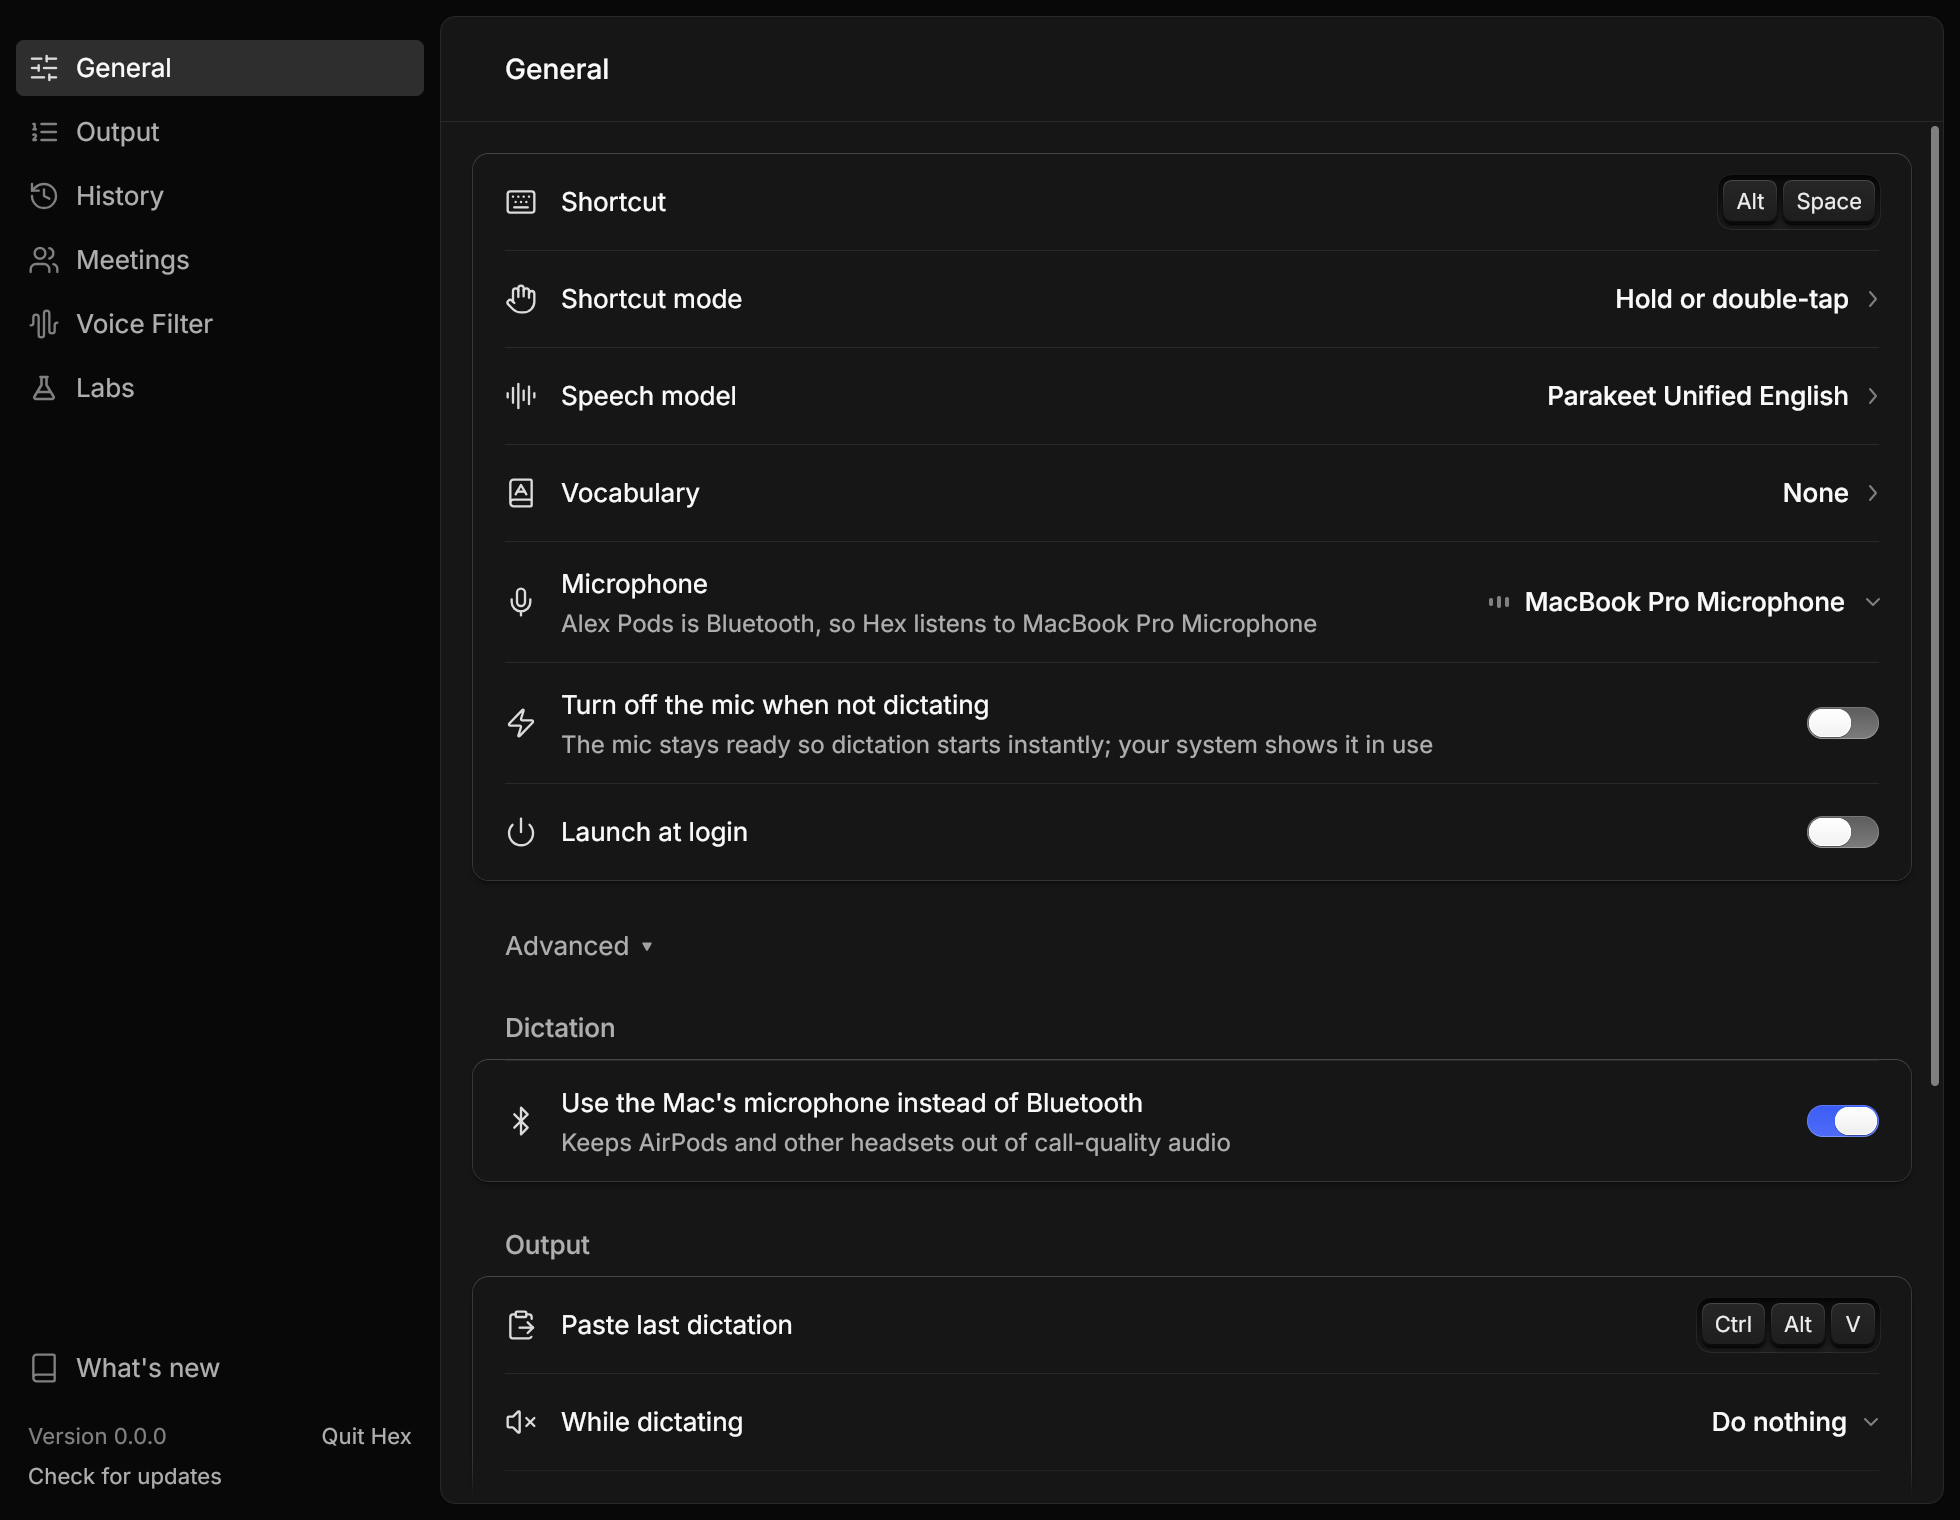 General
Output
History
Meetings
Voice Filter
Labs
What's new
Version 0.0.0
Quit Hex
Check for updates
General
Shortcut
Alt Space
Shortcut mode
Hold or double-tap
Speech model
Parakeet Unified English
Vocabulary
None
Microphone
Alex Pods is Bluetooth, so Hex listens to MacBook Pro Microphone
MacBook Pro Microphone
Turn off the mic when not dictating
The mic stays ready so dictation starts instantly; your system shows it in use
Launch at login
Advanced
Dictation
Use the Mac's microphone instead of Bluetooth
Keeps AirPods and other headsets out of call-quality audio
Output
Paste last dictation
Ctrl Alt V
While dictating
Do nothing